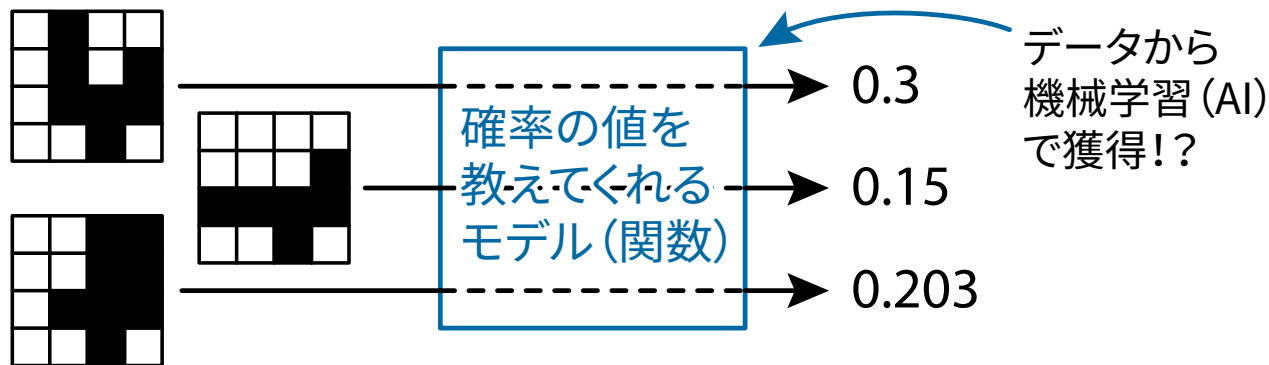 データから
機械学習（AI）
で獲得！？
確率の値を
教えてくれる
モデル（関数）
0.3
0.15
0.203